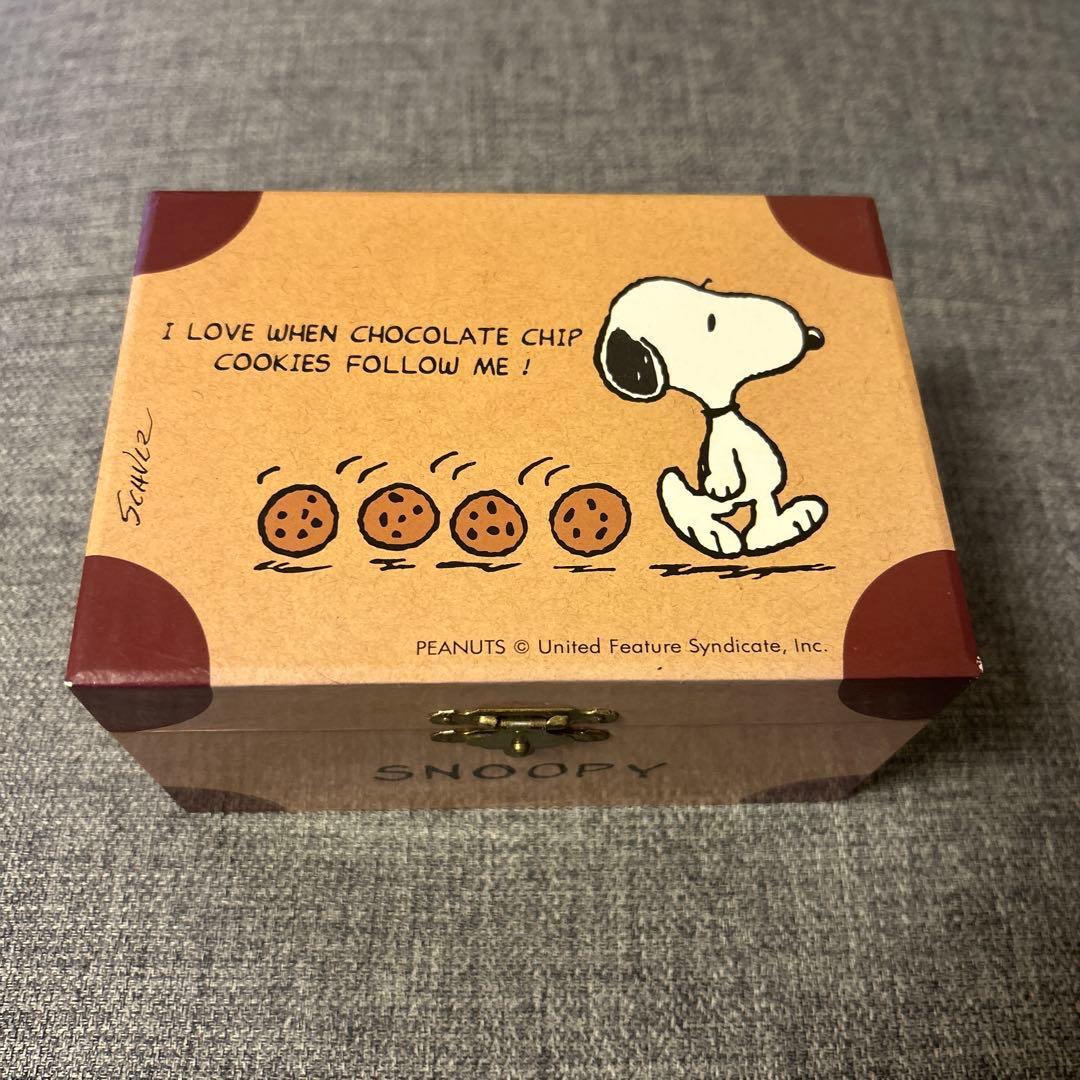 I LOVE WHEN CHOCOLATE CHIP
COOKIES FOLLOW ME !
SCHULZ
PEANUTS © United Feature Syndicate, Inc.
SNOOPY